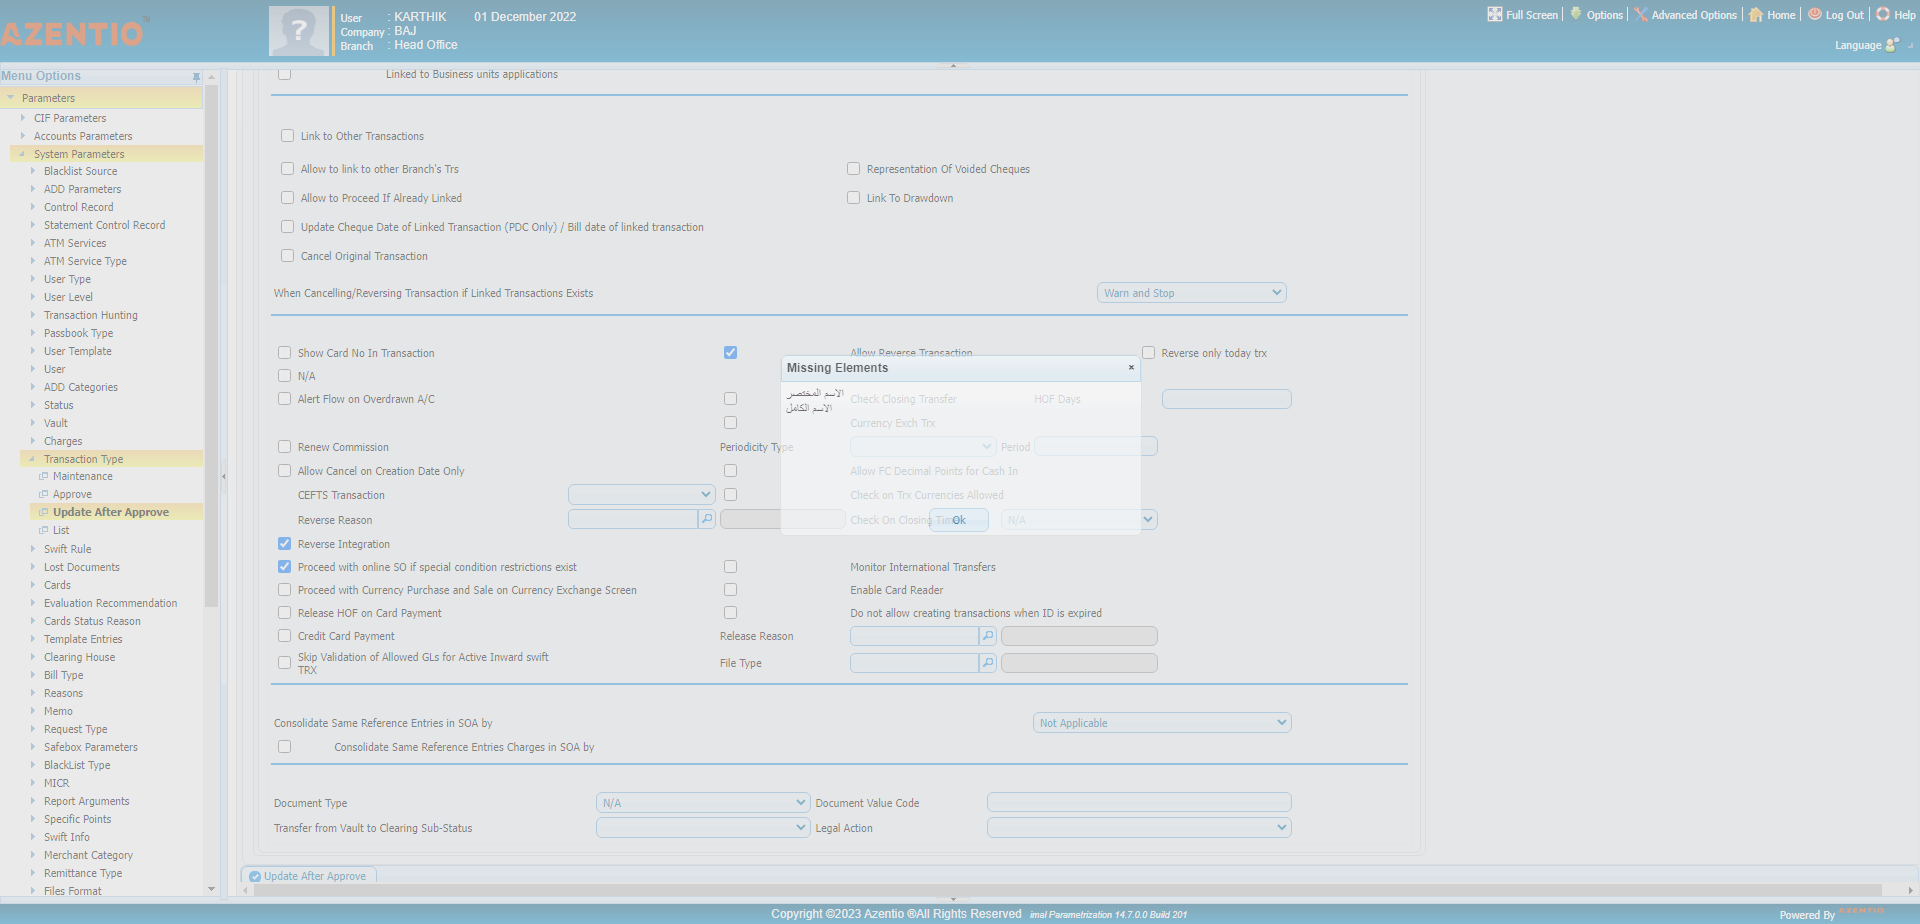 AZENTIO TM
User : KARTHIK 01 December 2022
Company : BAJ
Branch : Head Office
Full Screen Options Advanced Options Home Log Out Help
Language
Menu Options
Parameters
CIF Parameters
Accounts Parameters
System Parameters
Blacklist Source
ADD Parameters
Control Record
Statement Control Record
ATM Services
ATM Service Type
User Type
User Level
Transaction Hunting
Passbook Type
User Template
User
ADD Categories
Status
Vault
Charges
Transaction Type
Maintenance
Approve
Update After Approve
List
Swift Rule
Lost Documents
Cards
Evaluation Recommendation
Cards Status Reason
Template Entries
Clearing House
Bill Type
Reasons
Memo
Request Type
Safebox Parameters
BlackList Type
MICR
Report Arguments
Specific Points
Swift Info
Merchant Category
Remittance Type
Files Format
Linked to Business units applications
Link to Other Transactions
Allow to link to other Branch's Trs Representation Of Voided Cheques
Allow to Proceed If Already Linked Link To Drawdown
Update Cheque Date of Linked Transaction (PDC Only) / Bill date of linked transaction
Cancel Original Transaction
When Cancelling/Reversing Transaction if Linked Transactions Exists Warn and Stop
Show Card No In Transaction Allow Reverse Transaction Reverse only today trx
N/A
Alert Flow on Overdrawn A/C Check Closing Transfer HOF Days
Currency Exch Trx
Renew Commission Periodicity Type Period
Allow Cancel on Creation Date Only Allow FC Decimal Points for Cash In
CEFTS Transaction Check on Trx Currencies Allowed
Reverse Reason Check On Closing Time N/A
Reverse Integration
Proceed with online SO if special condition restrictions exist Monitor International Transfers
Proceed with Currency Purchase and Sale on Currency Exchange Screen Enable Card Reader
Release HOF on Card Payment Do not allow creating transactions when ID is expired
Credit Card Payment Release Reason
Skip Validation of Allowed GLs for Active Inward swift
TRX
File Type
Consolidate Same Reference Entries in SOA by Not Applicable
Consolidate Same Reference Entries Charges in SOA by
Document Type N/A Document Value Code
Transfer from Vault to Clearing Sub-Status Legal Action
Update After Approve
Missing Elements ×
الاسم المختصر
الاسم الكامل
Ok
Copyright ©2023 Azentio ®All Rights Reserved imal Parametrization 14.7.0.0 Build 201
Powered By AZENTIO